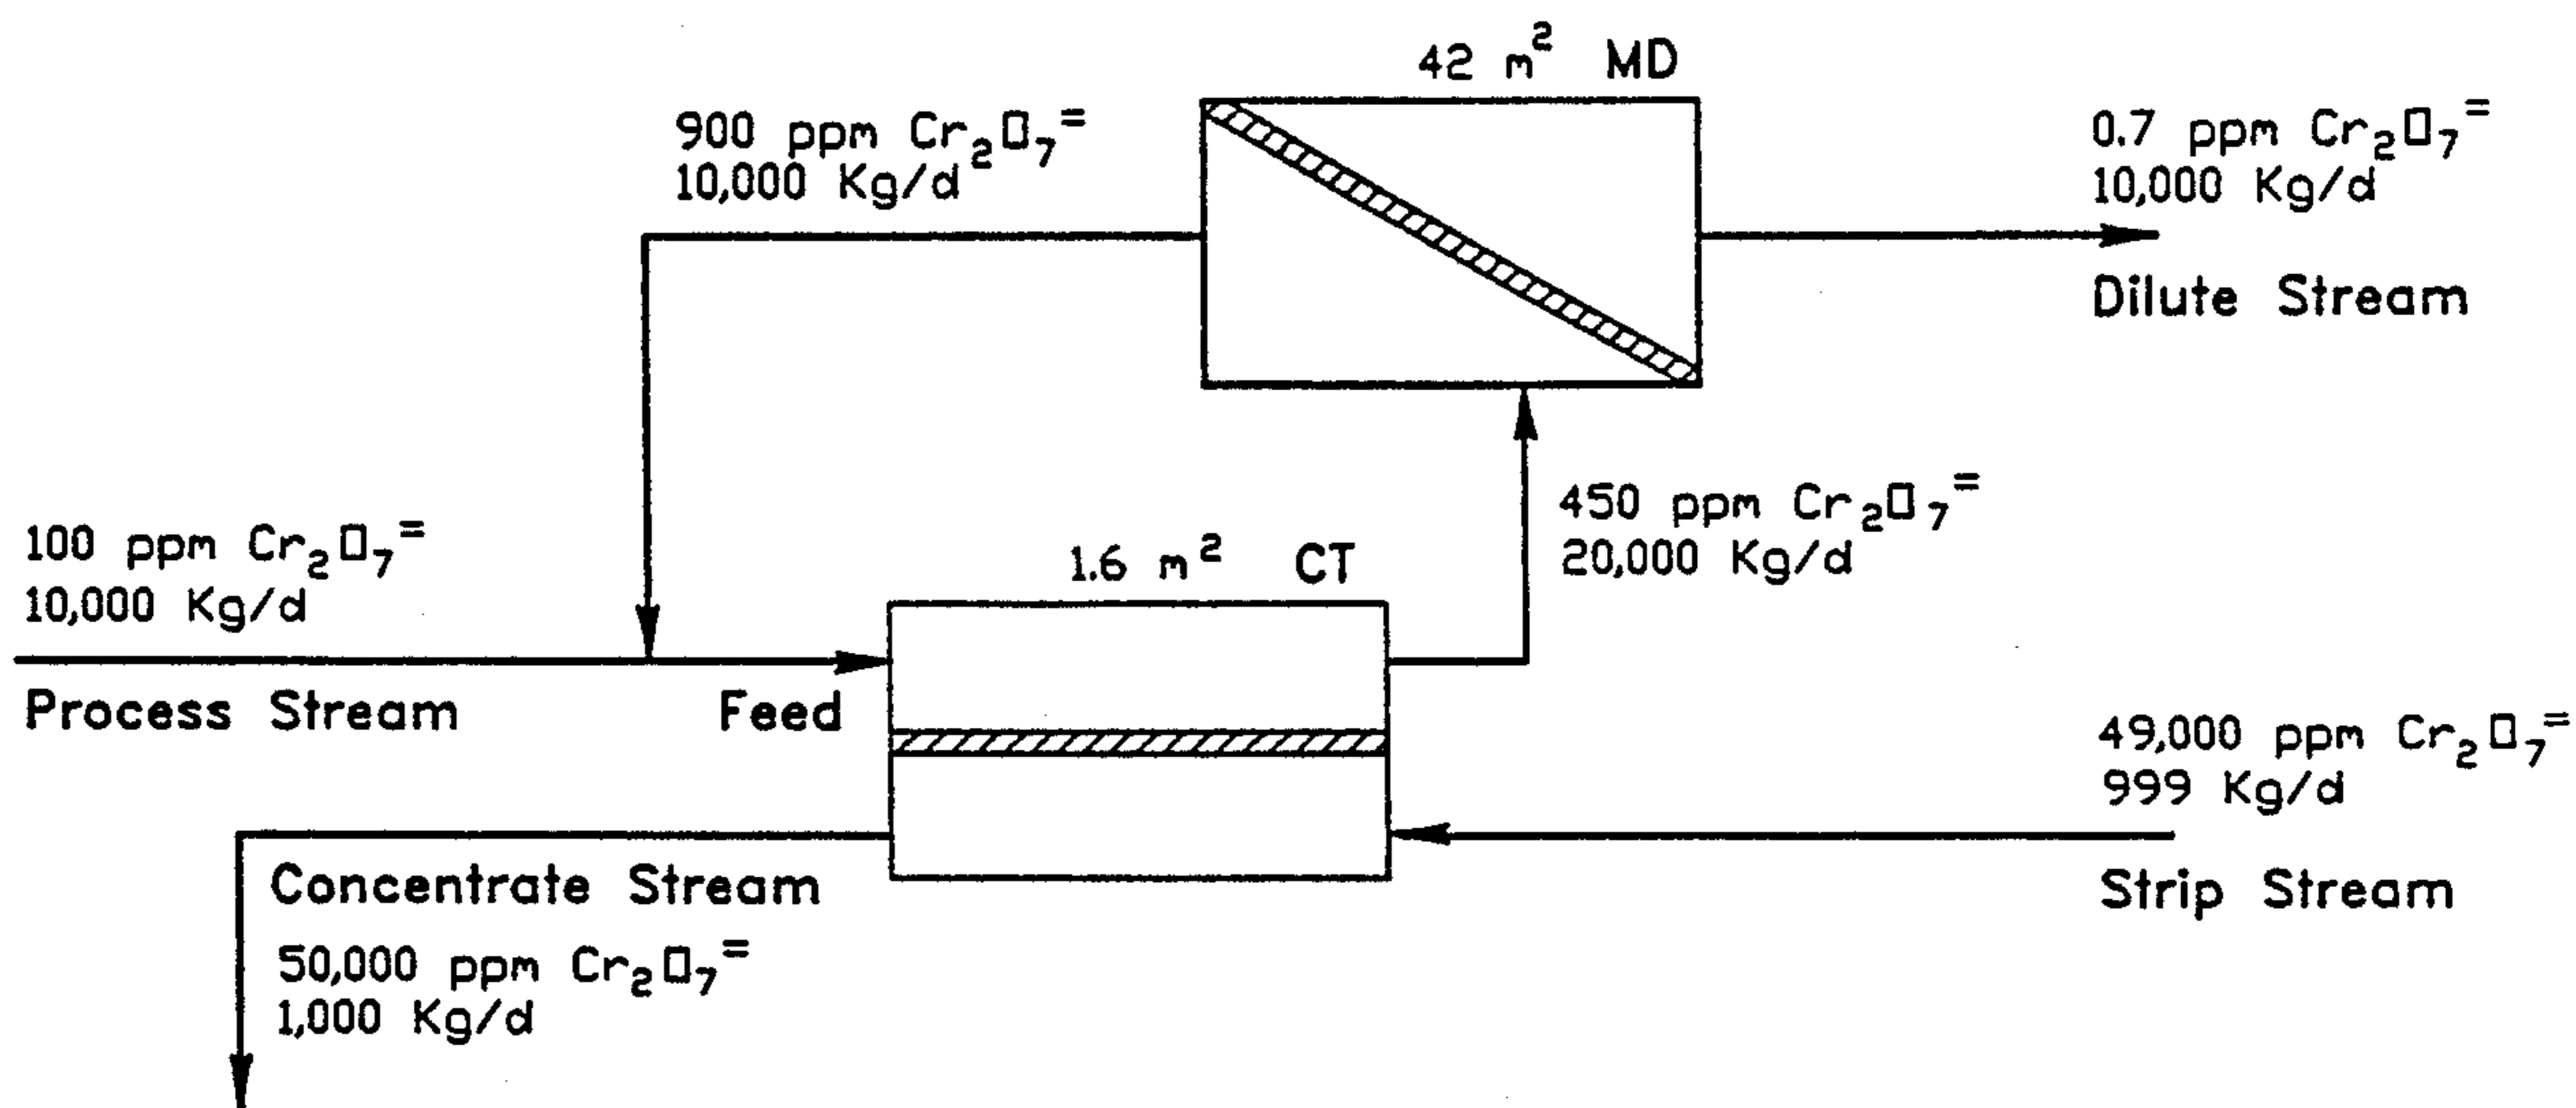 42 m² MD
900 ppm Cr₂O₇⁼
10,000 Kg/d
0.7 ppm Cr₂O₇⁼
10,000 Kg/d
Dilute Stream
100 ppm Cr₂O₇⁼
10,000 Kg/d
1.6 m² CT
450 ppm Cr₂O₇⁼
20,000 Kg/d
Process Stream
Feed
49,000 ppm Cr₂O₇⁼
999 Kg/d
Concentrate Stream
Strip Stream
50,000 ppm Cr₂O₇⁼
1,000 Kg/d